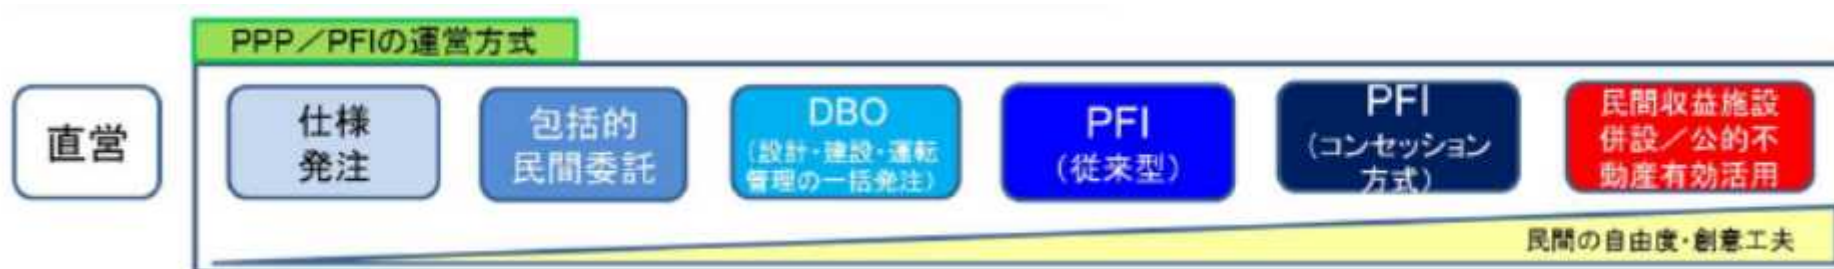 PPP／PFIの運営方式
直営
仕様
発注
包括的
民間委託
DBO
（設計・建設・運転
管理の一括発注）
PFI
（従来型）
PFI
（コンセッション
方式）
民間収益施設
併設／公的不
動産有効活用
民間の自由度・創意工夫